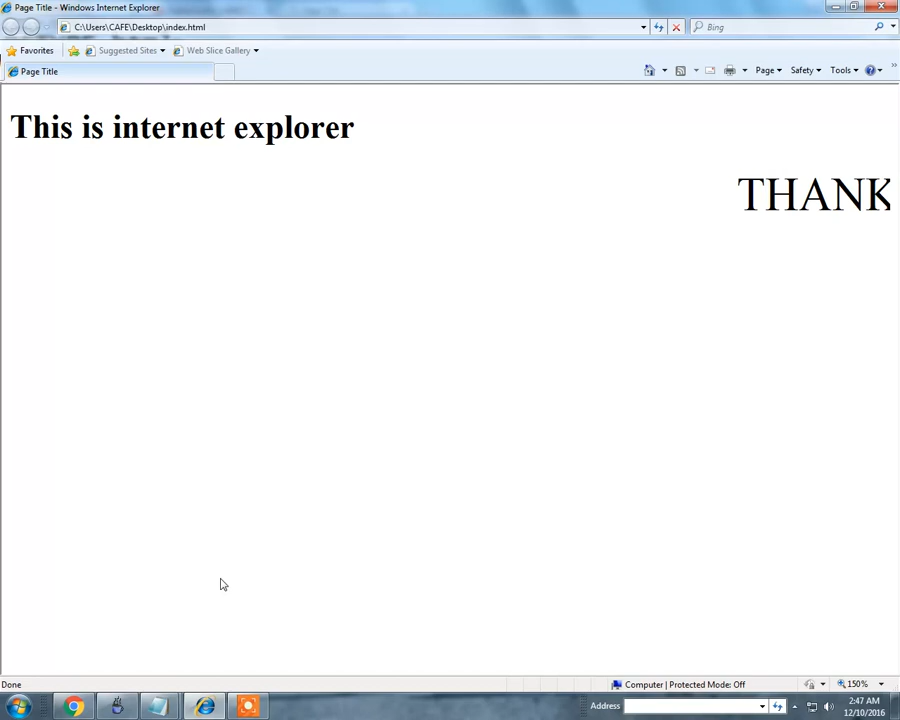 Page Title - Windows Internet Explorer
C:\Users\CAFE\Desktop\index.html
Bing
Favorites
Suggested Sites
Web Slice Gallery
Page Title
Page
Safety
Tools
This is internet explorer
THANK
Done
Computer | Protected Mode: Off
150%
Address
2:47 AM
12/10/2016